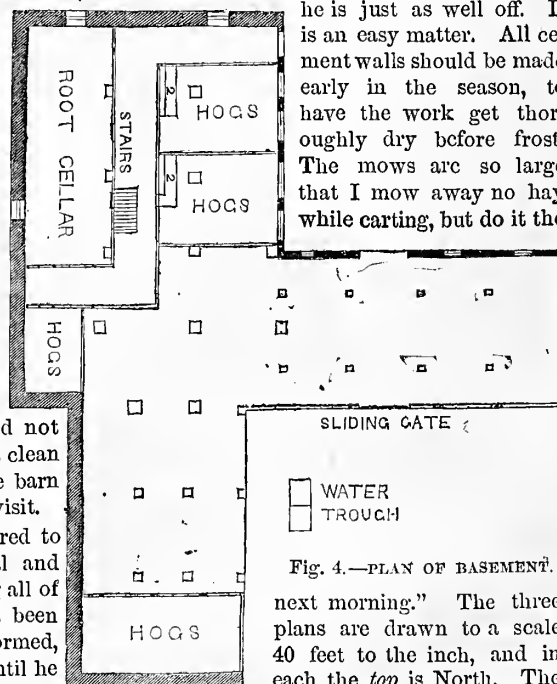 he is just as well off.
is an easy matter. All ce-
ment walls should be made
early in the season, to
have the work get thor-
oughly dry before frost.
The mows are so large
that I mow away no hay
while carting, but do it the
ROOT CELLAR
STAIRS
2
HOGS
2
HOGS
HOGS
SLIDING GATE
WATER
TROUGH
HOGS
Fig. 4.—PLAN OF BASEMENT.
next morning." The three
plans are drawn to a scale
40 feet to the inch, and in
each the top is North. The
d not
clean
e barn
visit.
red to
l and
all of
been
ormed,
ntil he